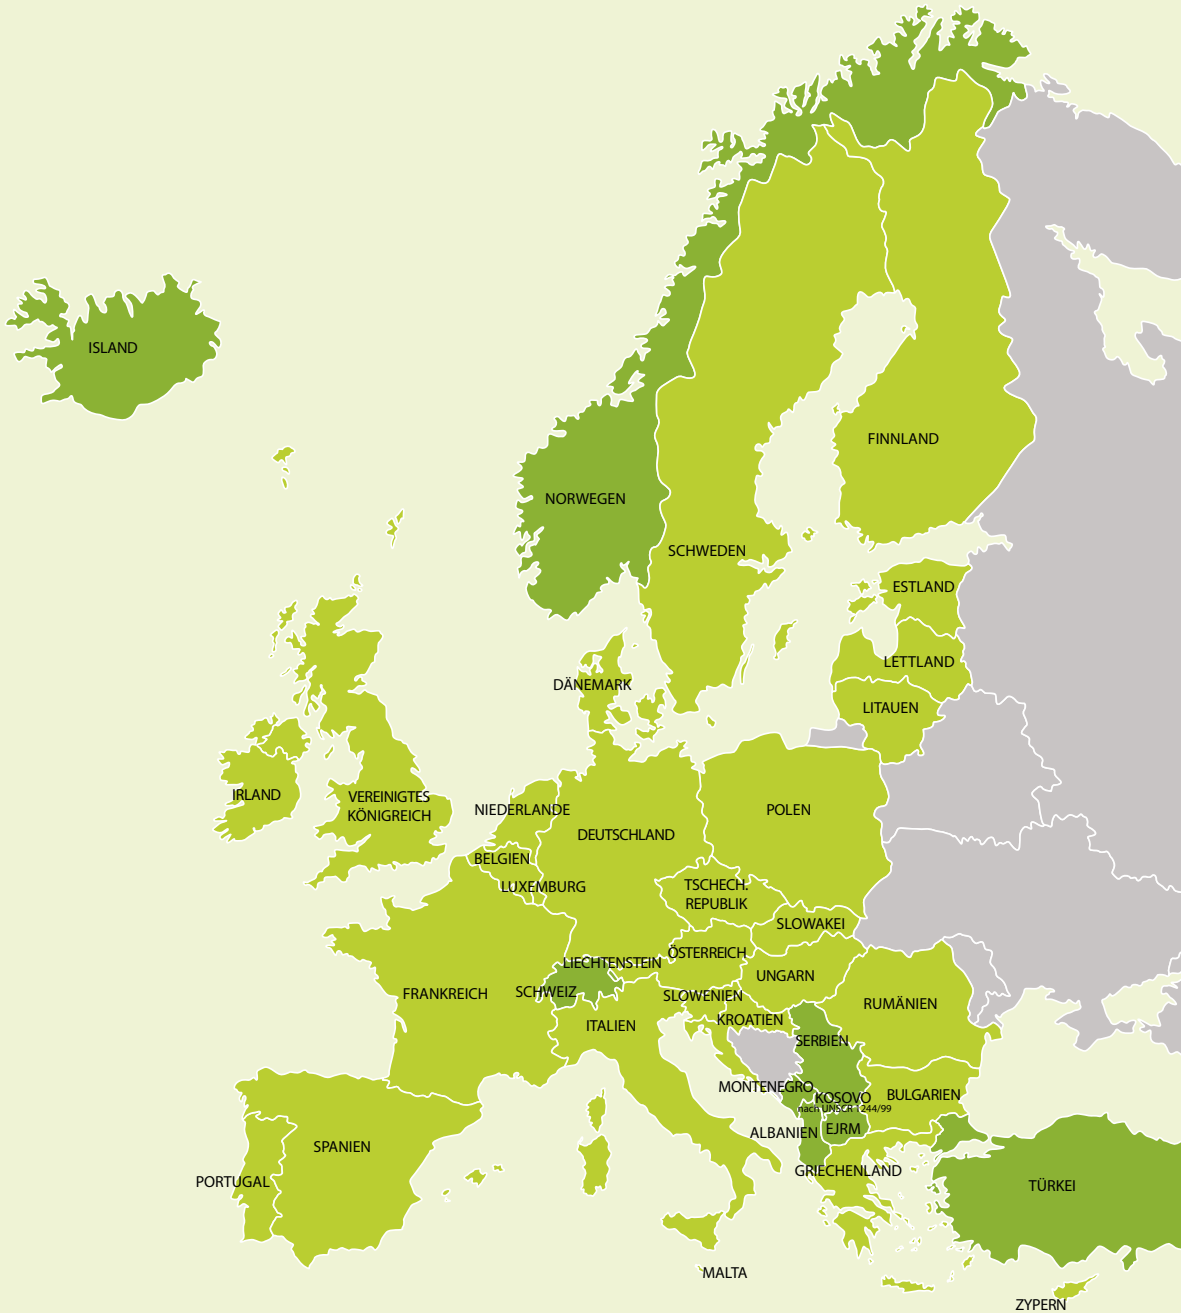 ISLAND
FINNLAND
NORWEGEN
SCHWEDEN
ESTLAND
LETTLAND
DÄNEMARK
LITAUEN
IRLAND
VEREINIGTES
KÖNIGREICH
NIEDERLANDE
POLEN
DEUTSCHLAND
BELGIEN
LUXEMBURG
TSCHECH.
REPUBLIK
SLOWAKEI
ÖSTERREICH
LIECHTENSTEIN
UNGARN
FRANKREICH
SCHWEIZ
SLOWENIEN
RUMÄNIEN
KROATIEN
ITALIEN
SERBIEN
MONTENEGRO
KOSOVO
nach UNSCR 1244/99
BULGARIEN
ALBANIEN
EJRM
SPANIEN
GRIECHENLAND
PORTUGAL
TÜRKEI
MALTA
ZYPERN